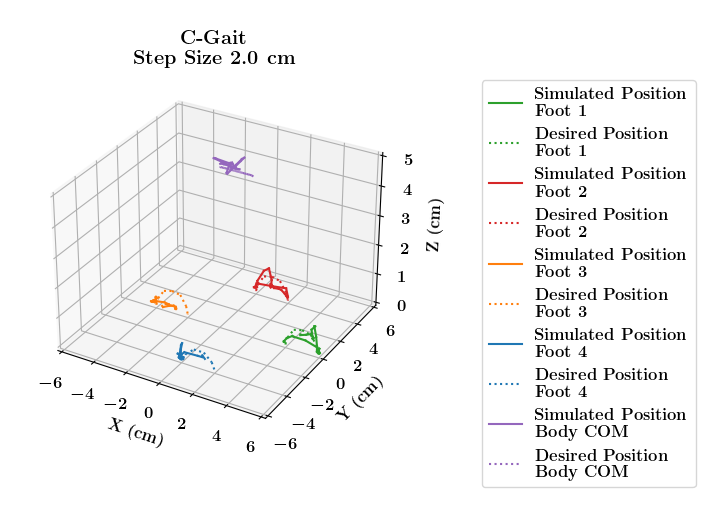 C-Gait
Step Size 2.0 cm
5
4
3
2
1
0
Z (cm)
6
4
2
0
−2
−4
−6
Y (cm)
−6
−4
−2
0
2
4
6
X (cm)
Simulated Position
Foot 1
Desired Position
Foot 1
Simulated Position
Foot 2
Desired Position
Foot 2
Simulated Position
Foot 3
Desired Position
Foot 3
Simulated Position
Foot 4
Desired Position
Foot 4
Simulated Position
Body COM
Desired Position
Body COM